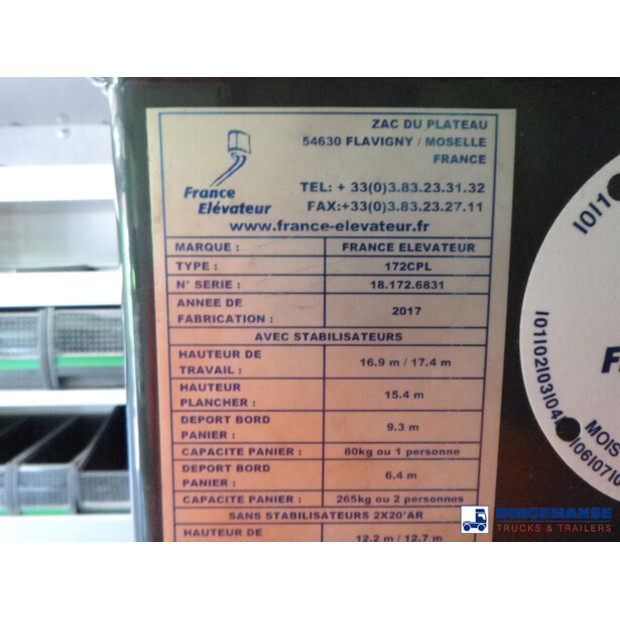 ZAC DU PLATEAU
54630 FLAVIGNY / MOSELLE
FRANCE
France
Elévateur
TEL: + 33(0)3.83.23.31.32
FAX:+33(0)3.83.23.27.11
www.france-elevateur.fr
MARQUE : FRANCE ELEVATEUR
TYPE : 172CPL
N° SERIE : 18.172.6831
ANNEE DE
FABRICATION : 2017
AVEC STABILISATEURS
HAUTEUR DE
TRAVAIL : 16.9 m / 17.4 m
HAUTEUR
PLANCHER : 15.4 m
DEPORT BORD
PANIER : 9.3 m
CAPACITE PANIER : 80kg ou 1 personne
DEPORT BORD
PANIER : 6.4 m
CAPACITE PANIER : 265kg ou 2 personnes
SANS STABILISATEURS 2X20°AR
HAUTEUR DE 12.2 m / 12.7 m
MOIS
DINGEMANSE
TRUCKS & TRAILERS